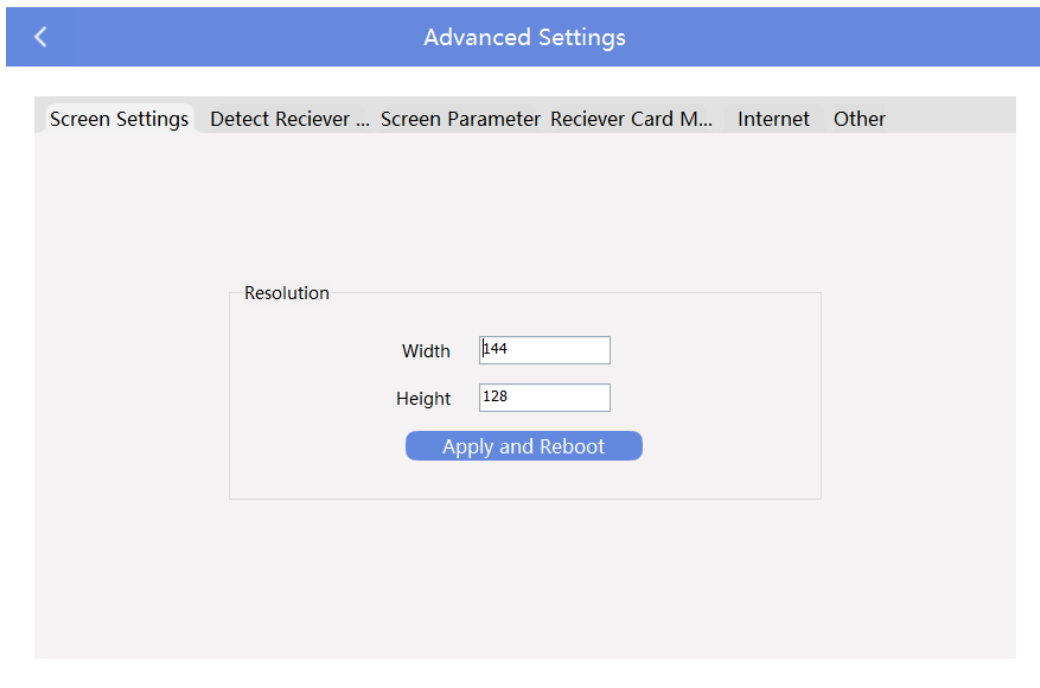 Advanced Settings
Screen Settings Detect Reciever ... Screen Parameter Reciever Card M... Internet Other
Resolution
Width 144
Height 128
Apply and Reboot